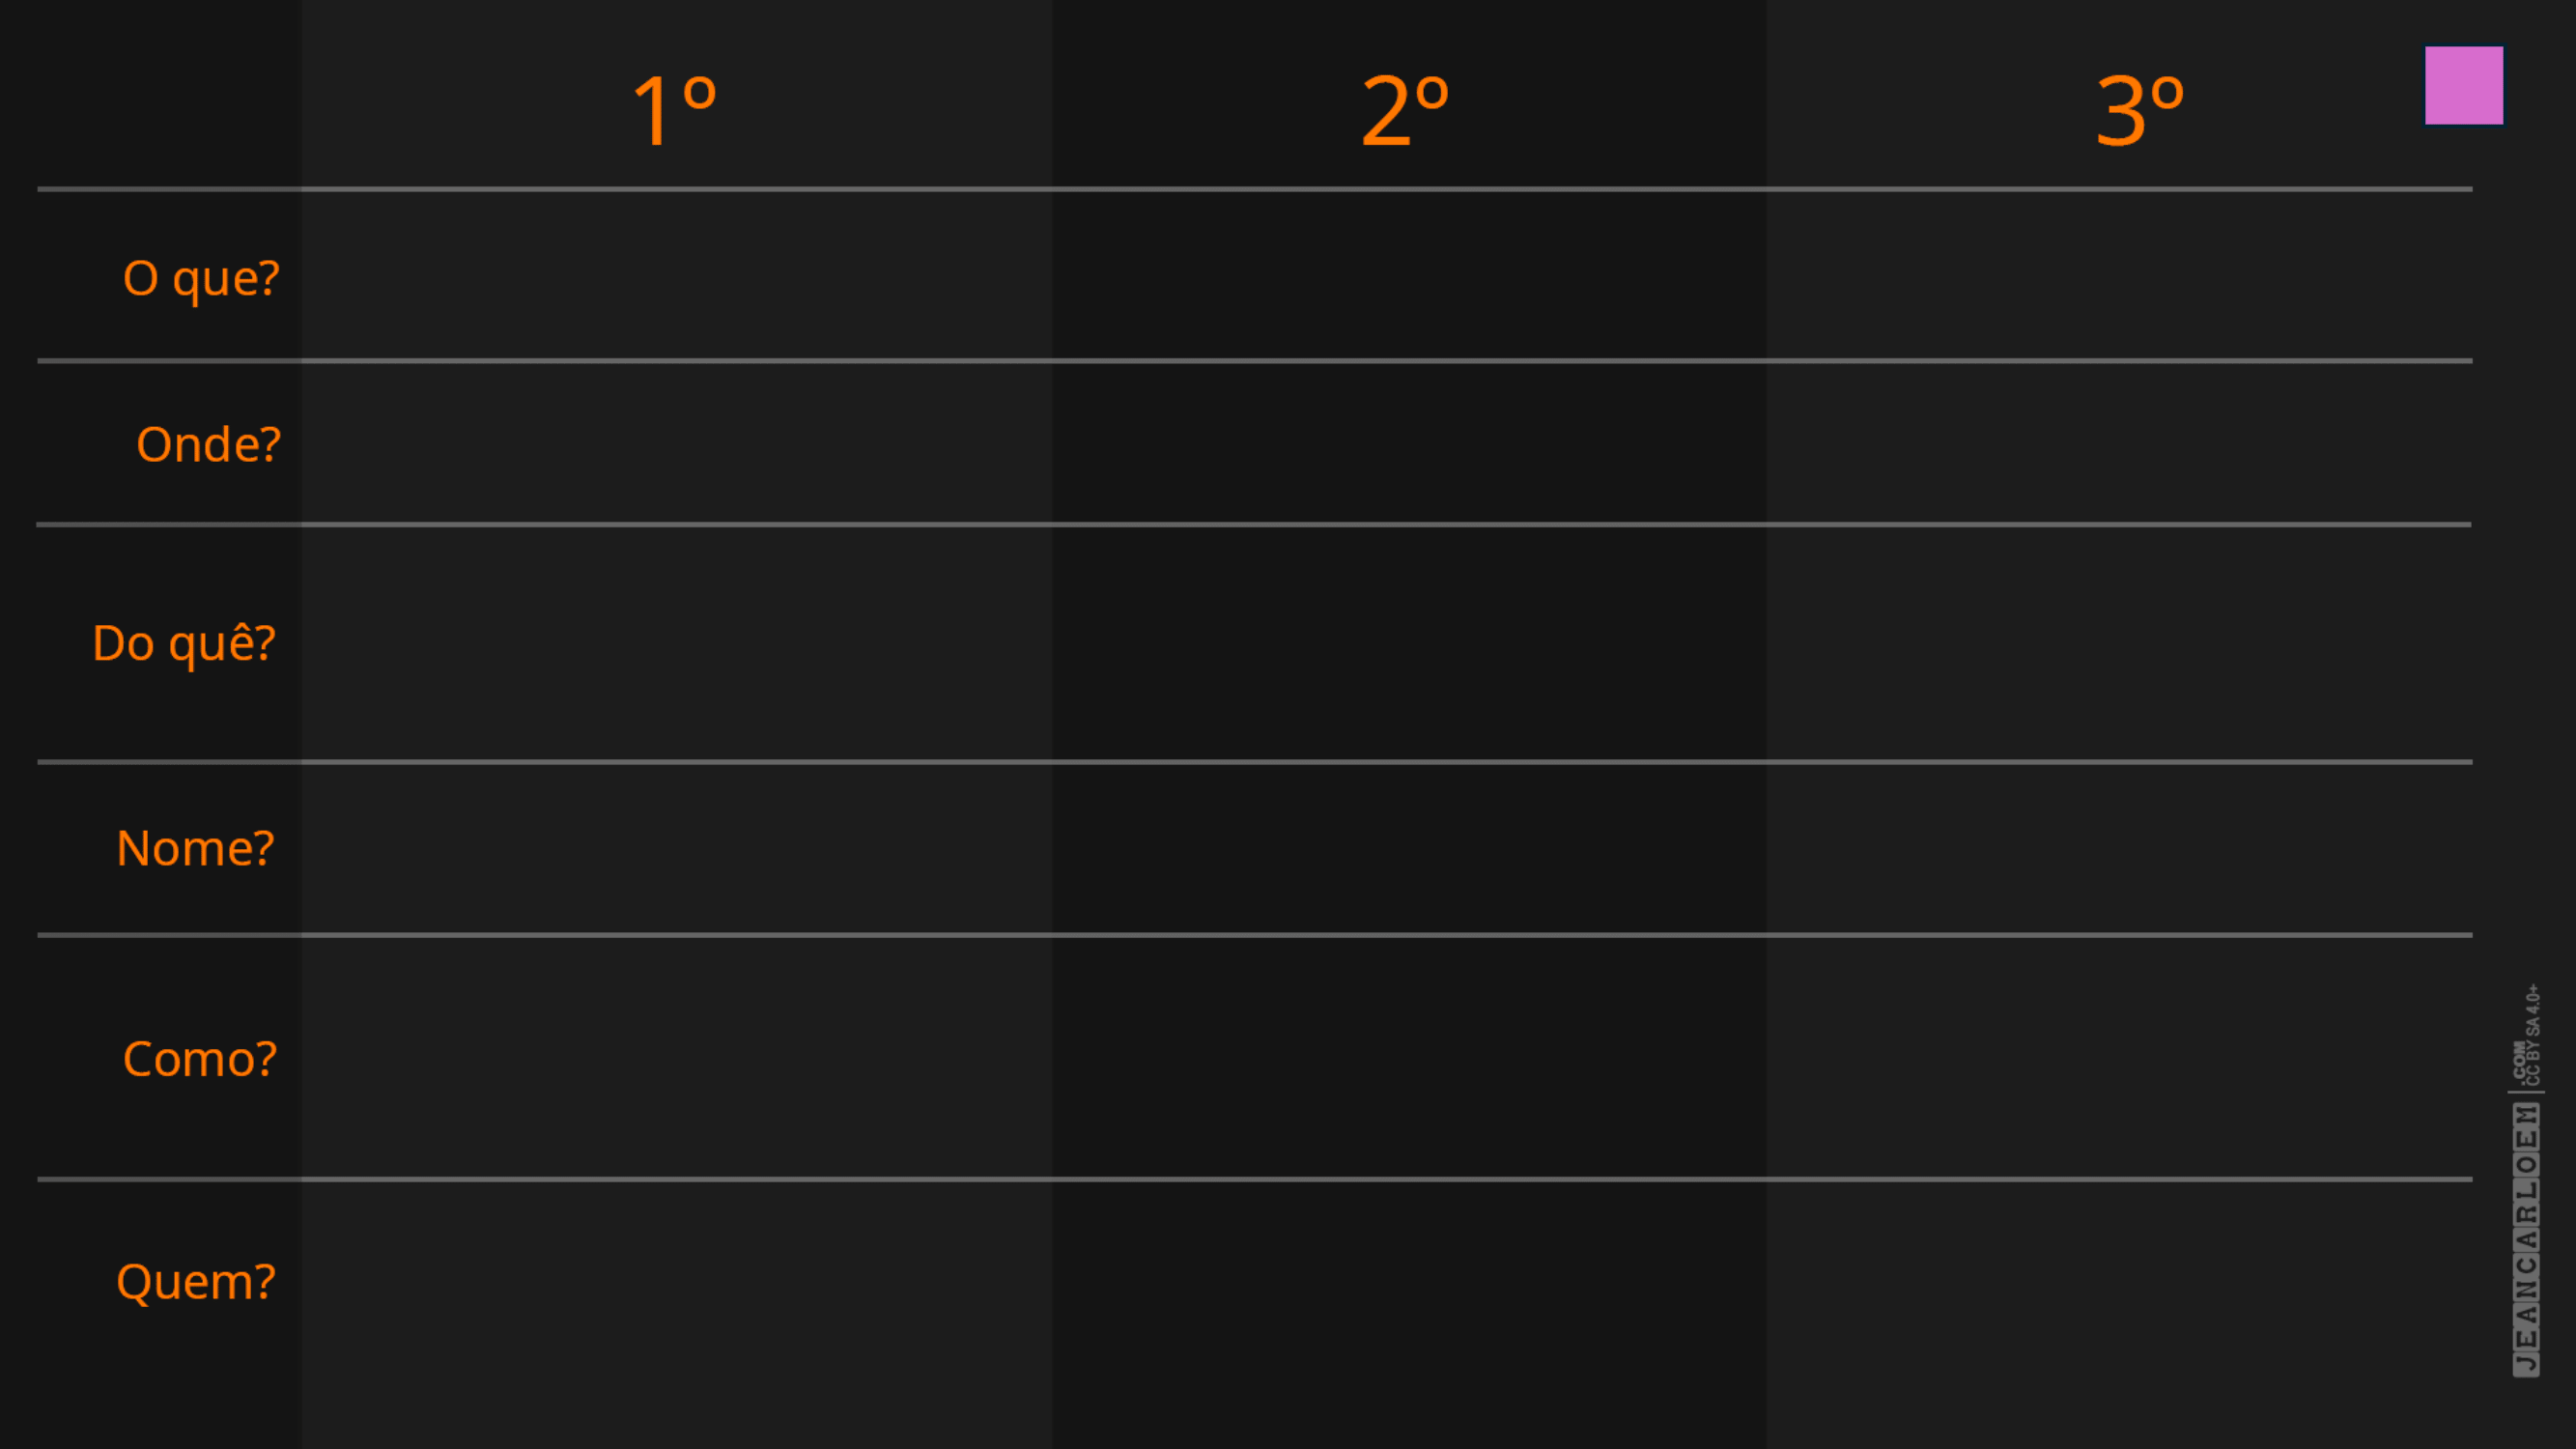 1º 2º 3º
O que?
Onde?
Do quê?
Nome?
Como?
Quem?
JEANCARLOEM
.COM
CC BY SA 4.0+